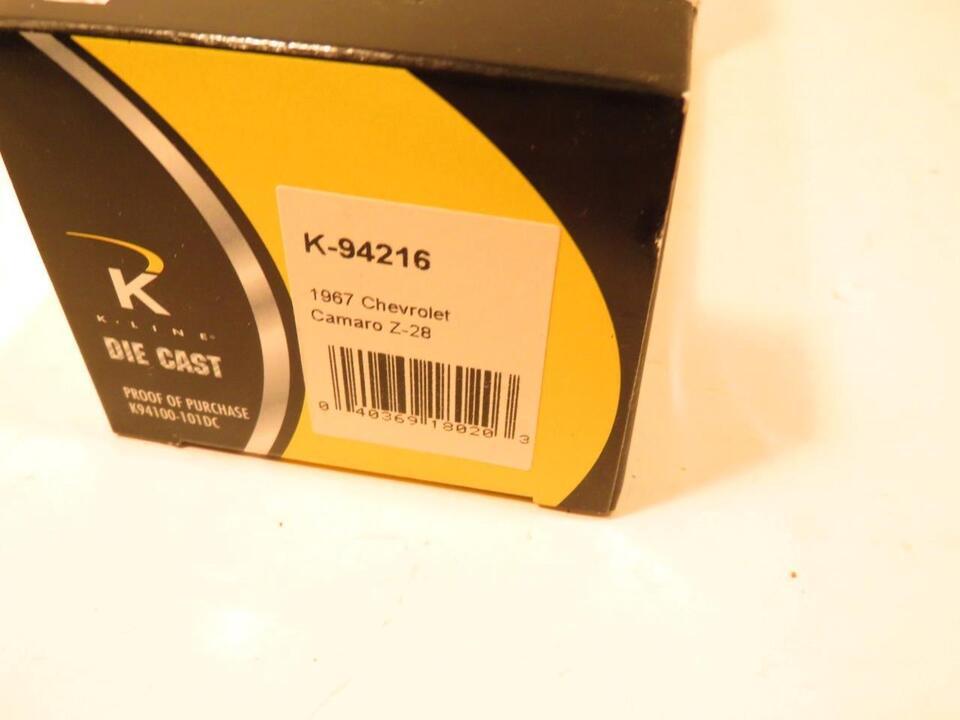 K-94216
1967 Chevrolet
Camaro Z-28
0 40369 18020 3
K
K·LINE
DIE CAST
PROOF OF PURCHASE
K94100-101DC